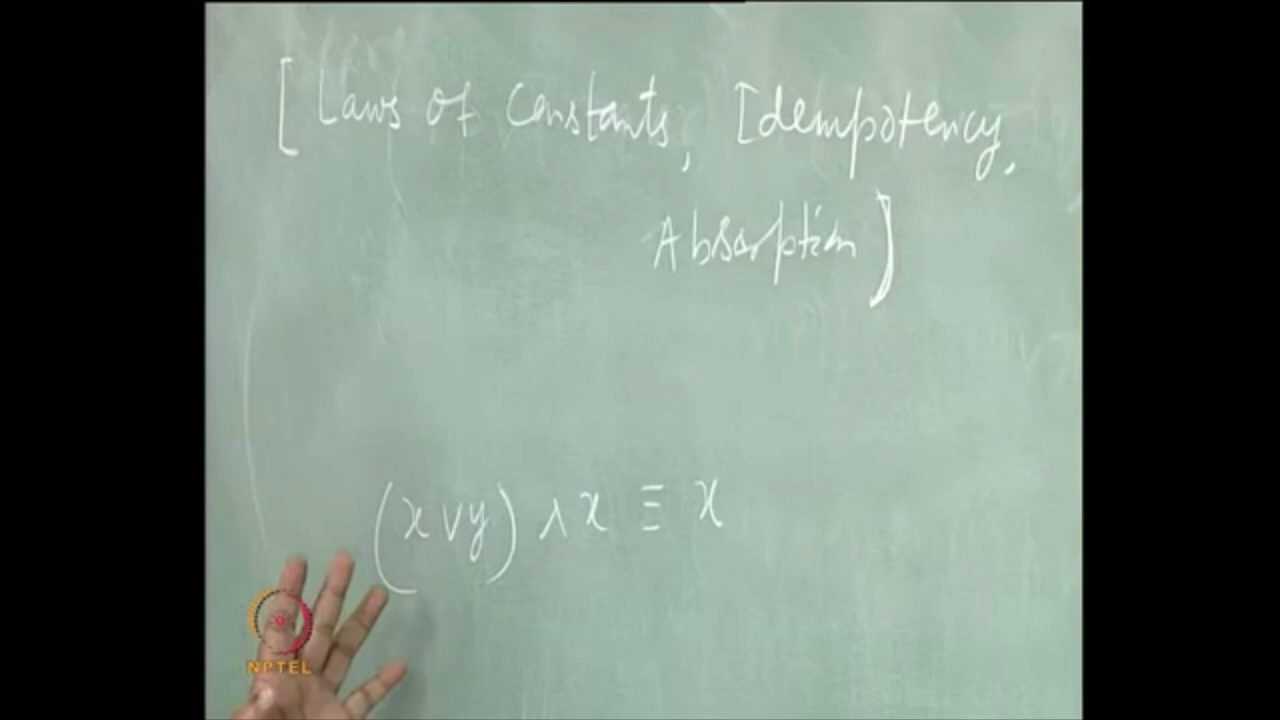 [Laws of Constants, Idempotency,
Absorption]
(x ∨ y) ∧ x ≡ x
NPTEL